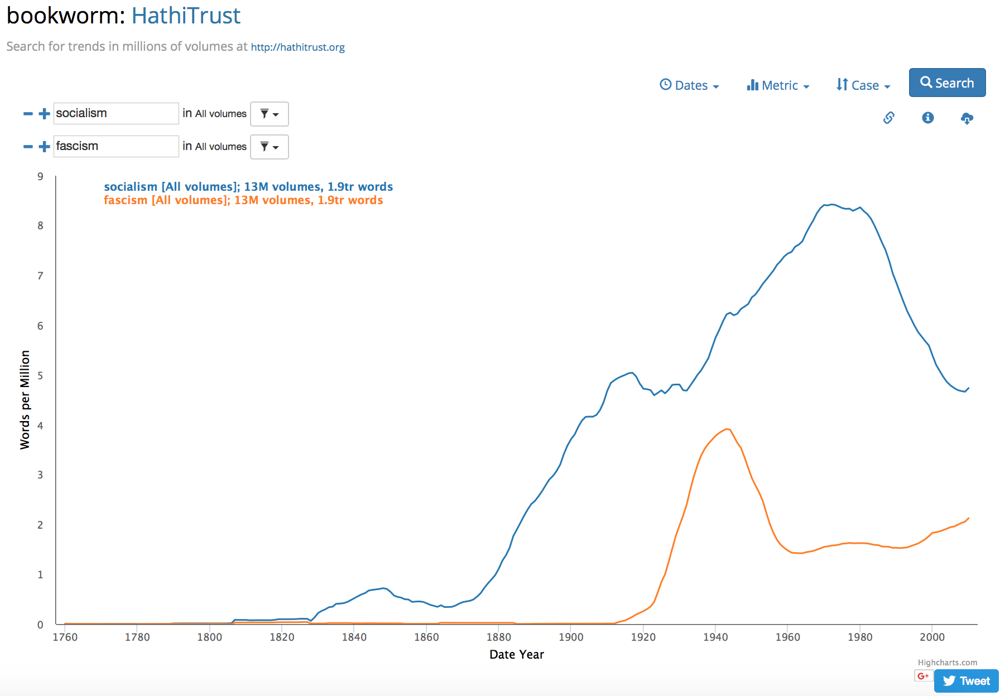 bookworm: HathiTrust
Search for trends in millions of volumes at http://hathitrust.org
Dates Metric Case Search
socialism in All volumes
fascism in All volumes
socialism [All volumes]; 13M volumes, 1.9tr words
fascism [All volumes]; 13M volumes, 1.9tr words
9
8
7
6
5
4
3
2
1
0
Words per Million
1760 1780 1800 1820 1840 1860 1880 1900 1920 1940 1960 1980 2000
Date Year
Highcharts.com
G+ Tweet